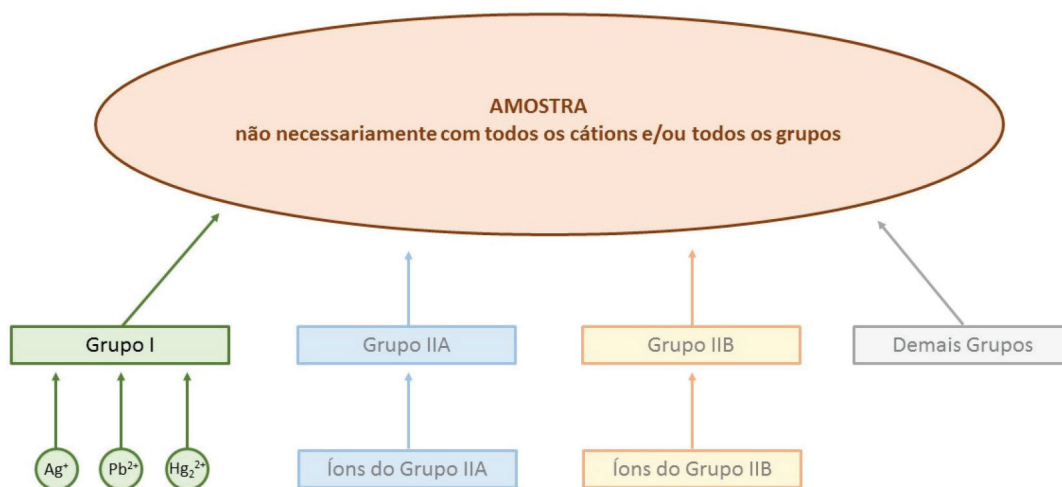 AMOSTRA
não necessariamente com todos os cátions e/ou todos os grupos
Grupo I
Grupo IIA
Grupo IIB
Demais Grupos
Ag⁺
Pb²⁺
Hg₂²⁺
Íons do Grupo IIA
Íons do Grupo IIB